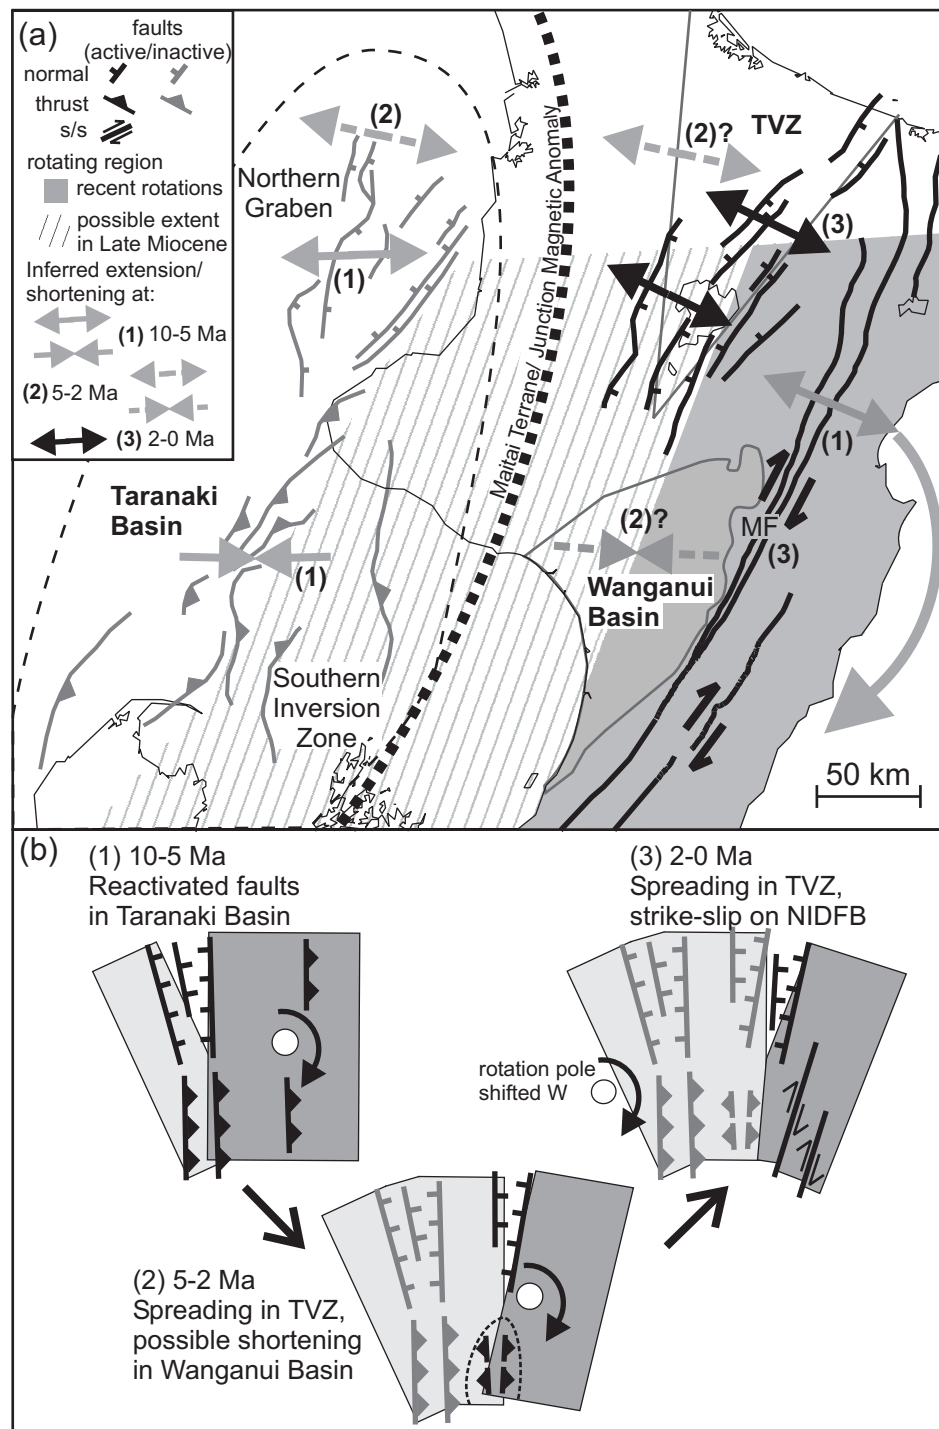 (a)
faults
(active/inactive)
normal
thrust
s/s
rotating region
recent rotations
possible extent
in Late Miocene
Inferred extension/
shortening at:
(1) 10-5 Ma
(2) 5-2 Ma
(3) 2-0 Ma
(2)
Northern
Graben
(1)
Maitai Terrane/ Junction Magnetic Anomaly
(2)?
TVZ
(3)
(1)
Taranaki
Basin
(1)
(2)?
MF
(3)
Wanganui
Basin
Southern
Inversion
Zone
50 km
(b)
(1) 10-5 Ma
Reactivated faults
in Taranaki Basin
(3) 2-0 Ma
Spreading in TVZ,
strike-slip on NIDFB
rotation pole
shifted W
(2) 5-2 Ma
Spreading in TVZ,
possible shortening
in Wanganui Basin